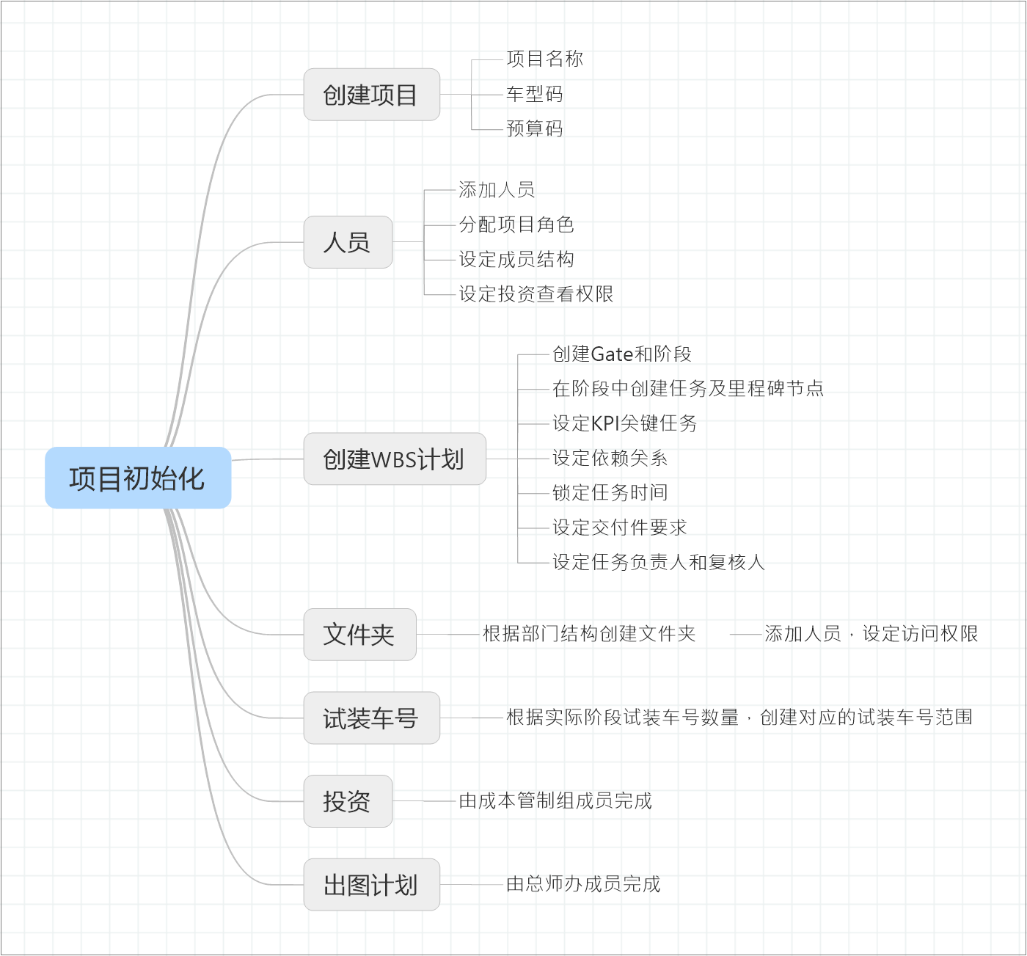 创建项目
项目名称
车型码
预算码
人员
添加人员
分配项目角色
设定成员结构
设定投资查看权限
项目初始化
创建WBS计划
创建Gate和阶段
在阶段中创建任务及里程碑节点
设定KPI关键任务
设定依赖关系
锁定任务时间
设定交付件要求
设定任务负责人和复核人
文件夹
根据部门结构创建文件夹
添加人员，设定访问权限
试装车号
根据实际阶段试装车号数量，创建对应的试装车号范围
投资
由成本管制组成员完成
出图计划
由总师办成员完成